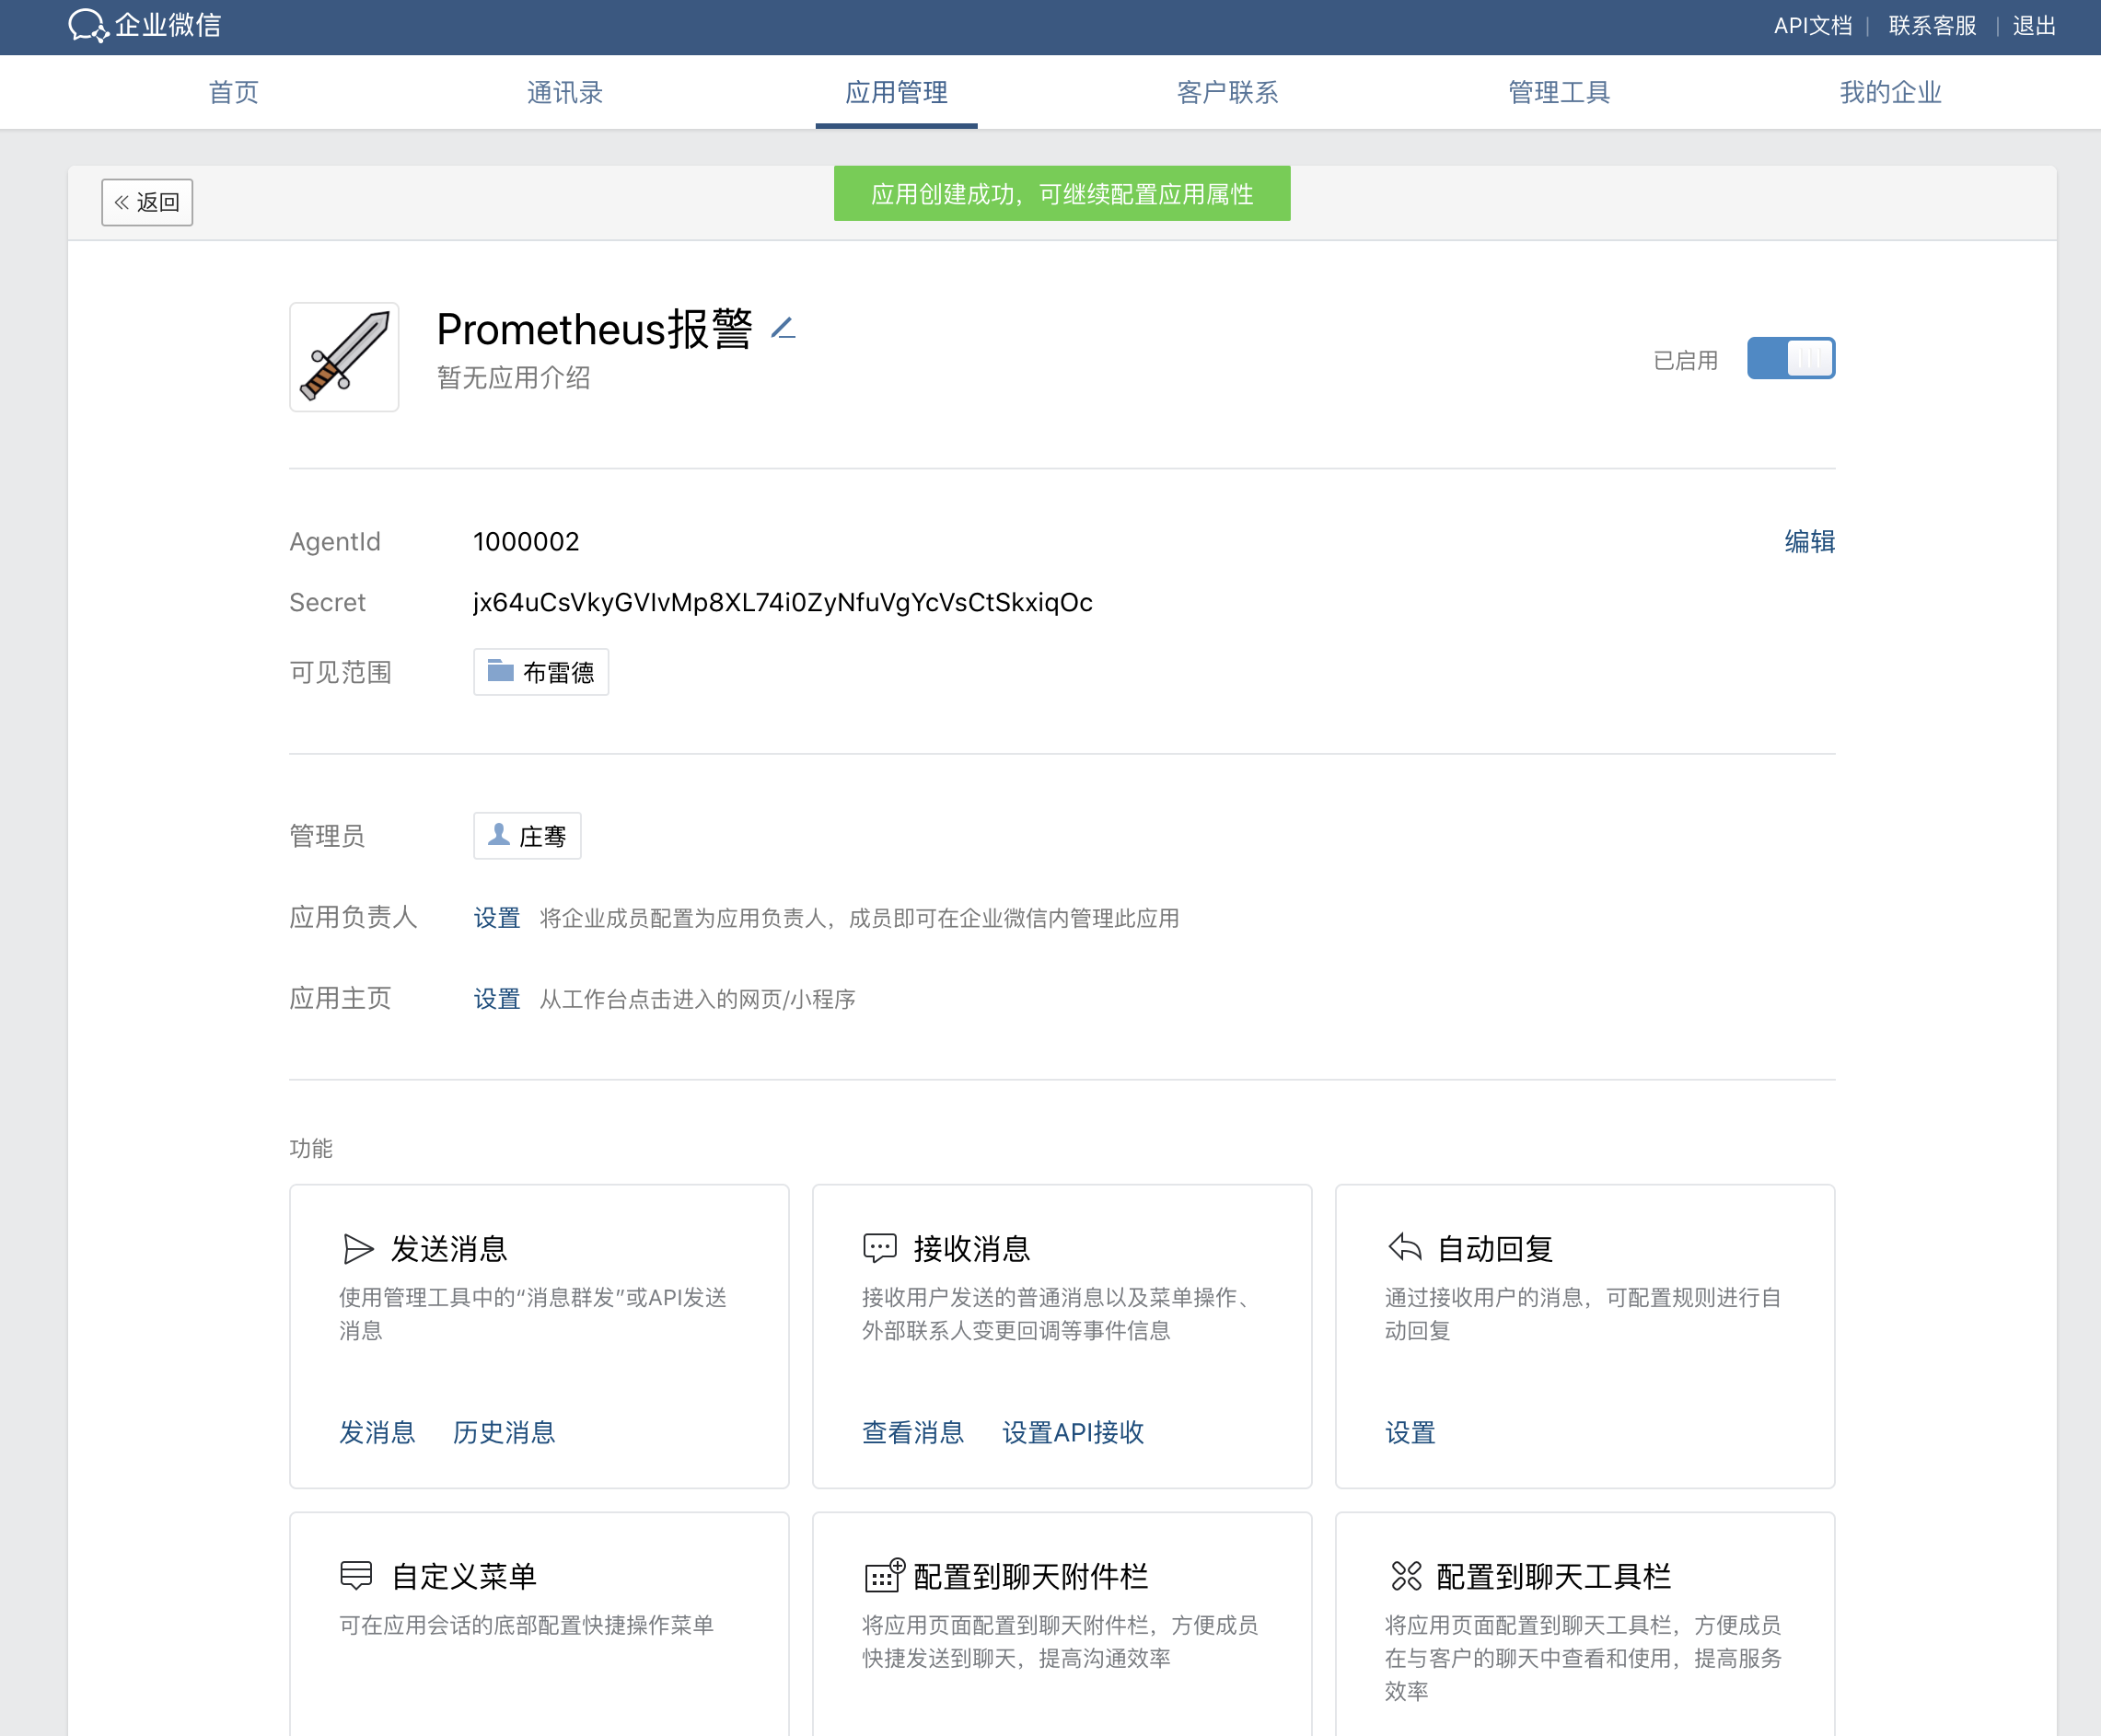 企业微信
API文档 | 联系客服 | 退出
首页 通讯录 应用管理 客户联系 管理工具 我的企业
« 返回
应用创建成功，可继续配置应用属性
Prometheus报警
暂无应用介绍
已启用
AgentId 1000002 编辑
Secret jx64uCsVkyGVIvMp8XL74i0ZyNfuVgYcVsCtSkxiqOc
可见范围 布雷德
管理员 庄骞
应用负责人 设置 将企业成员配置为应用负责人，成员即可在企业微信内管理此应用
应用主页 设置 从工作台点击进入的网页/小程序
功能
发送消息
使用管理工具中的“消息群发”或API发送
消息
发消息 历史消息
接收消息
接收用户发送的普通消息以及菜单操作、
外部联系人变更回调等事件信息
查看消息 设置API接收
自动回复
通过接收用户的消息，可配置规则进行自
动回复
设置
自定义菜单
可在应用会话的底部配置快捷操作菜单
配置到聊天附件栏
将应用页面配置到聊天附件栏，方便成员
快捷发送到聊天，提高沟通效率
配置到聊天工具栏
将应用页面配置到聊天工具栏，方便成员
在与客户的聊天中查看和使用，提高服务
效率